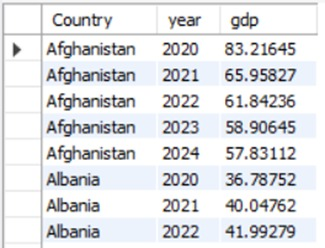 Country year gdp
Afghanistan 2020 83.21645
Afghanistan 2021 65.95827
Afghanistan 2022 61.84236
Afghanistan 2023 58.90645
Afghanistan 2024 57.83112
Albania 2020 36.78752
Albania 2021 40.04762
Albania 2022 41.99279